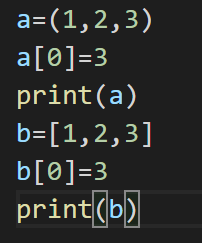 a=(1,2,3)
a[0]=3
print(a)
b=[1,2,3]
b[0]=3
print(b)